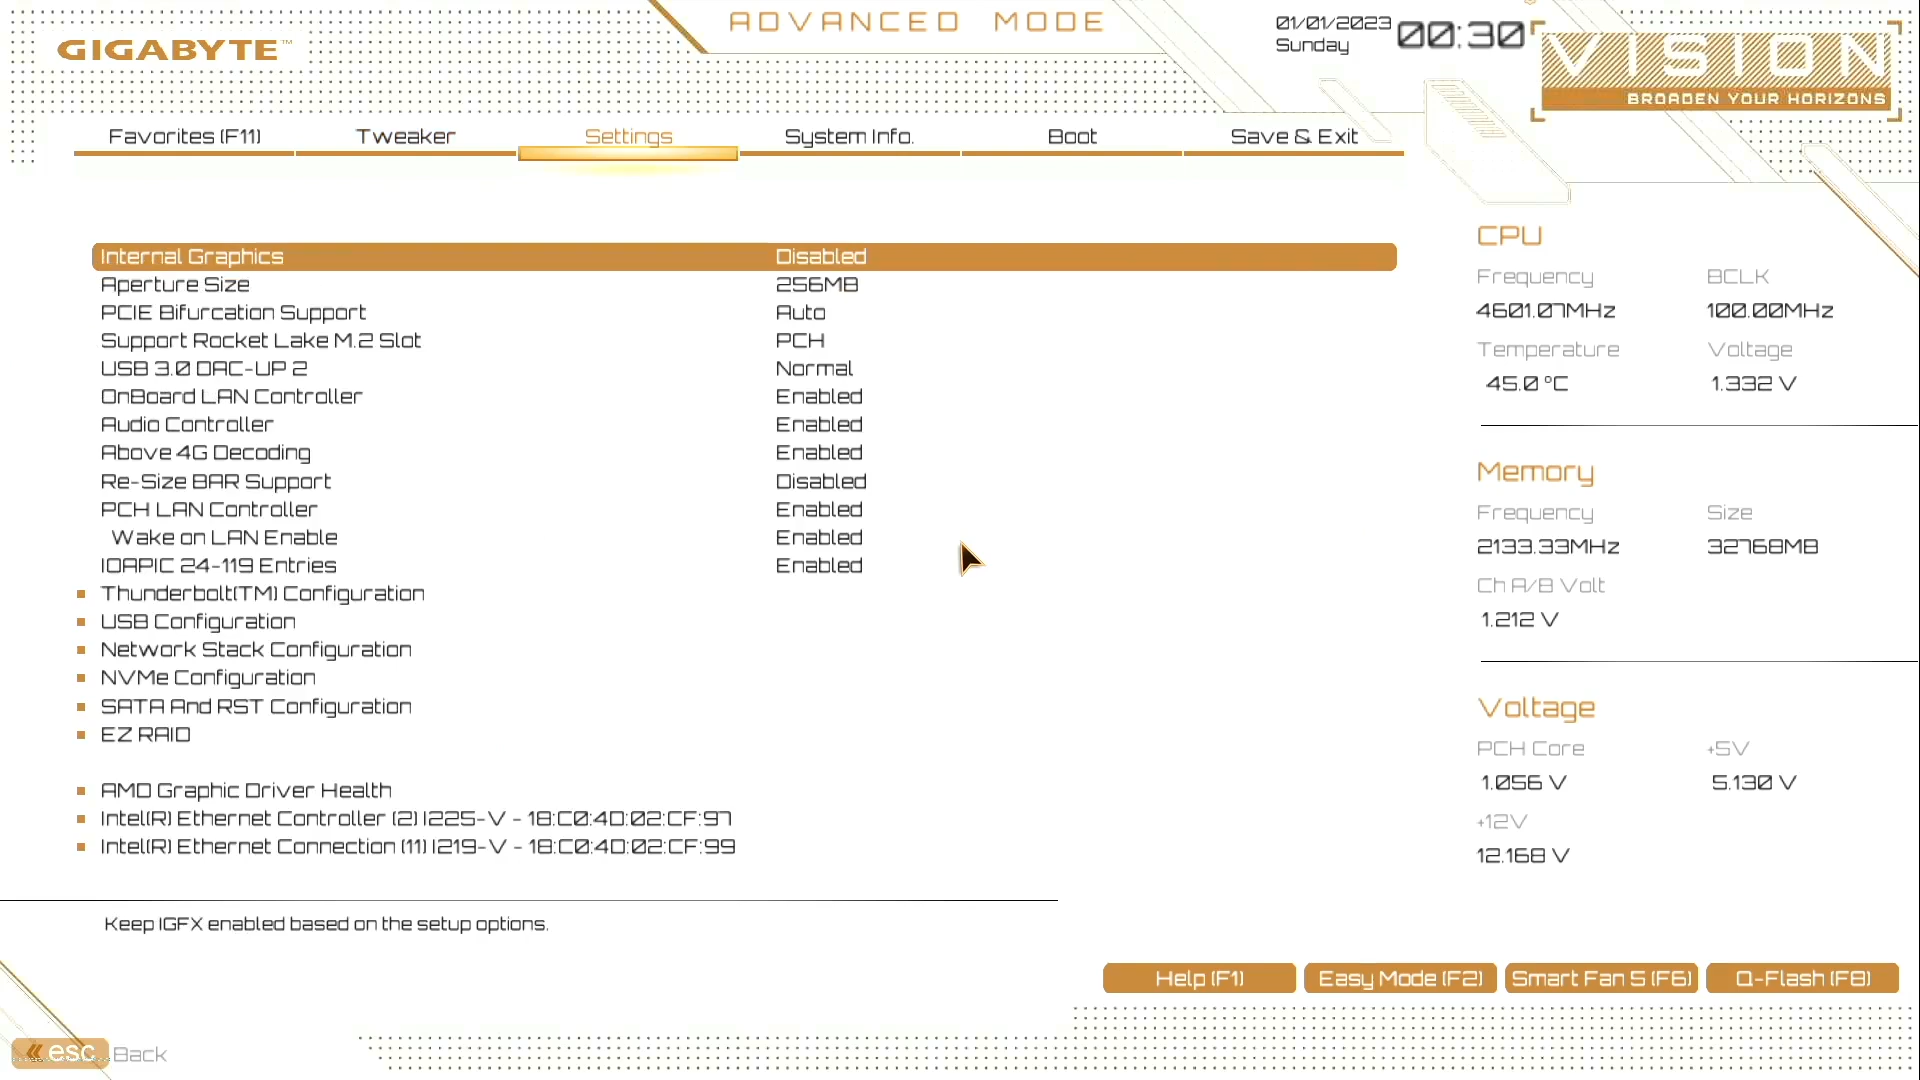 ADVANCED MODE
GIGABYTE™
01/01/2023
Sunday
00:30
VISION
BROADEN YOUR HORIZONS
Favorites (F11) Tweaker Settings System Info. Boot Save & Exit
Internal Graphics Disabled
Aperture Size 256MB
PCIE Bifurcation Support Auto
Support Rocket Lake M.2 Slot PCH
USB 3.0 DAC-UP 2 Normal
OnBoard LAN Controller Enabled
Audio Controller Enabled
Above 4G Decoding Enabled
Re-Size BAR Support Disabled
PCH LAN Controller Enabled
Wake on LAN Enable Enabled
IOAPIC 24-119 Entries Enabled
Thunderbolt(TM) Configuration
USB Configuration
Network Stack Configuration
NVMe Configuration
SATA And RST Configuration
EZ RAID
AMD Graphic Driver Health
Intel(R) Ethernet Controller (2) I225-V - 18:C0:4D:02:CF:97
Intel(R) Ethernet Connection (11) I219-V - 18:C0:4D:02:CF:99
CPU
Frequency BCLK
4601.07MHz 100.00MHz
Temperature Voltage
45.0 °C 1.332 V
Memory
Frequency Size
2133.33MHz 32768MB
Ch A/B Volt
1.212 V
Voltage
PCH Core +5V
1.056 V 5.130 V
+12V
12.168 V
Keep IGFX enabled based on the setup options.
Help (F1) Easy Mode (F2) Smart Fan 5 (F6) Q-Flash (F8)
esc Back